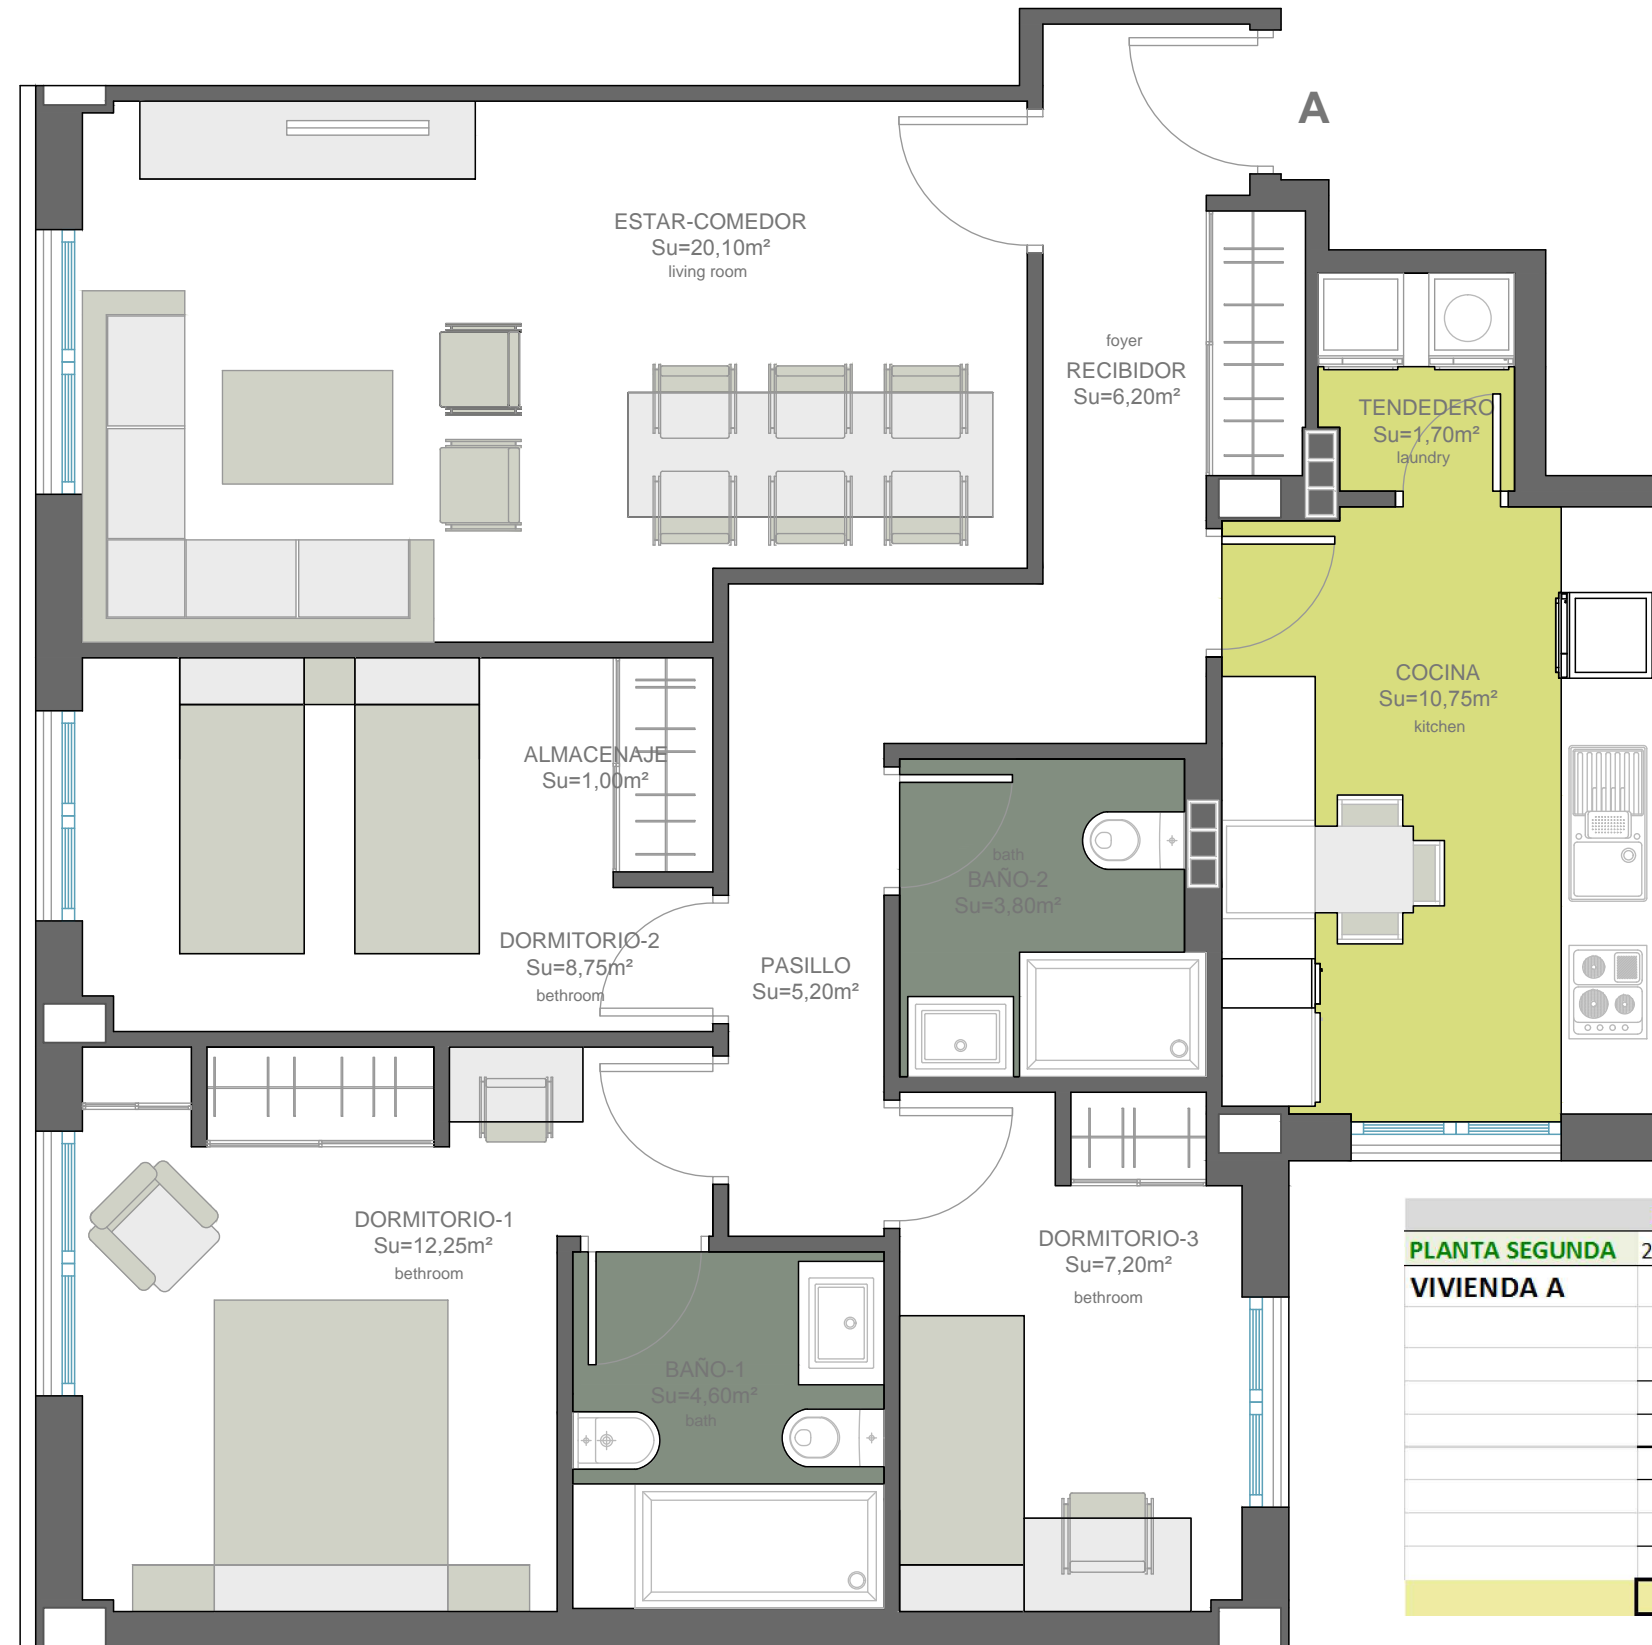 A
ESTAR-COMEDOR
Su=20,10m²
living room
foyer
RECIBIDOR
Su=6,20m²
TENDEDERO
Su=1,70m²
laundry
COCINA
Su=10,75m²
kitchen
ALMACENAJE
Su=1,00m²
bath
BAÑO-2
Su=3,80m²
DORMITORIO-2
Su=8,75m²
bethroom
PASILLO
Su=5,20m²
DORMITORIO-1
Su=12,25m²
bethroom
DORMITORIO-3
Su=7,20m²
bethroom
BAÑO-1
Su=4,60m²
bath
PLANTA SEGUNDA 2
VIVIENDA A